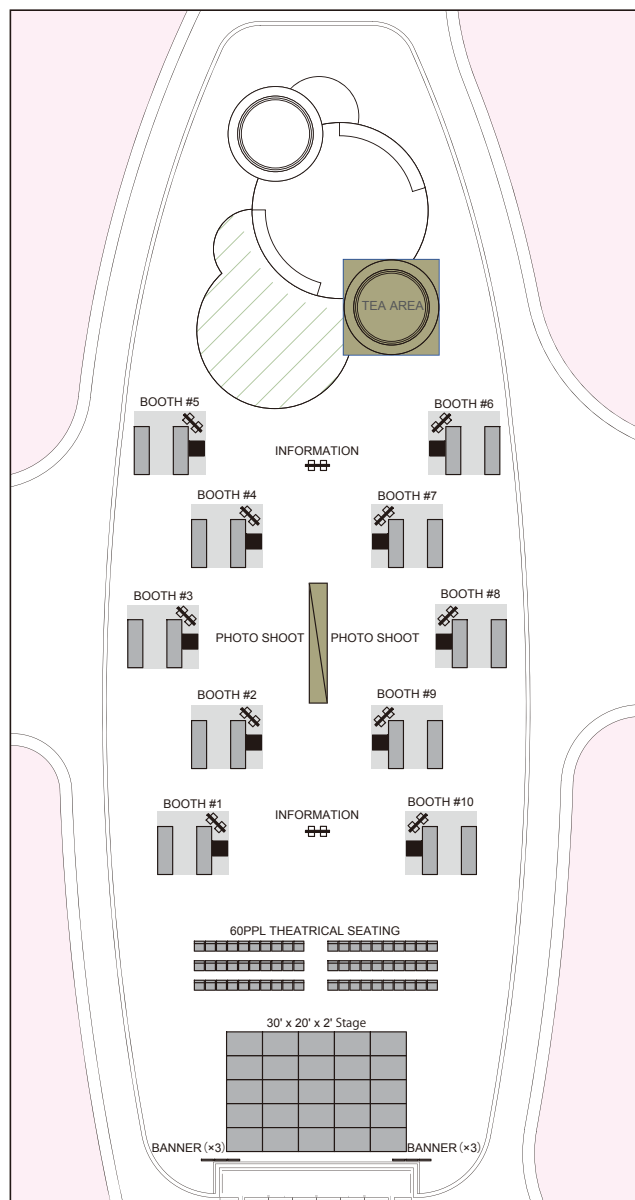 TEA AREA
BOOTH #5
BOOTH #6
INFORMATION
BOOTH #4
BOOTH #7
BOOTH #3
BOOTH #8
PHOTO SHOOT
PHOTO SHOOT
BOOTH #2
BOOTH #9
BOOTH #1
INFORMATION
BOOTH #10
60PPL THEATRICAL SEATING
30' x 20' x 2' Stage
BANNER (×3)
BANNER (×3)